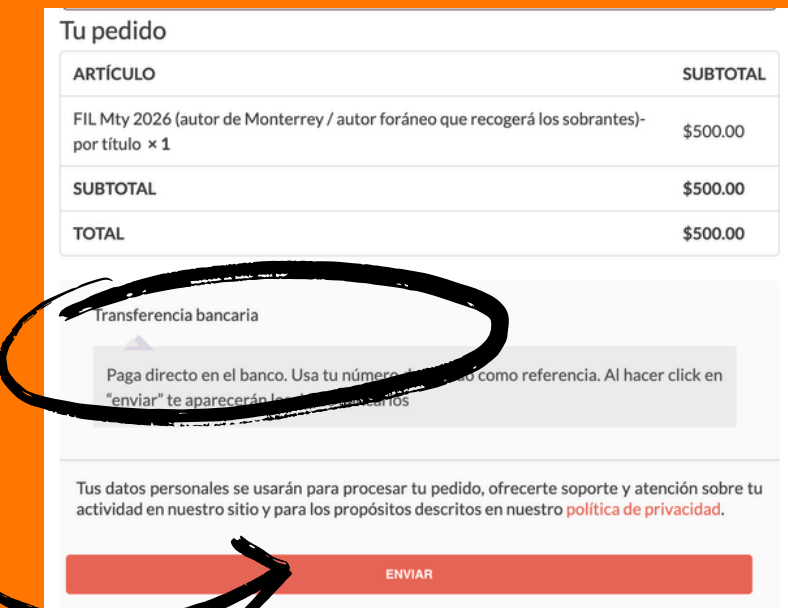 Tu pedido
ARTÍCULO SUBTOTAL
FIL Mty 2026 (autor de Monterrey / autor foráneo que recogerá los sobrantes)-
por título × 1 $500.00
SUBTOTAL $500.00
TOTAL $500.00
Transferencia bancaria
Paga directo en el banco. Usa tu número como referencia. Al hacer click en
“enviar” te aparecerán
Tus datos personales se usarán para procesar tu pedido, ofrecerte soporte y atención sobre tu
actividad en nuestro sitio y para los propósitos descritos en nuestro política de privacidad.
ENVIAR